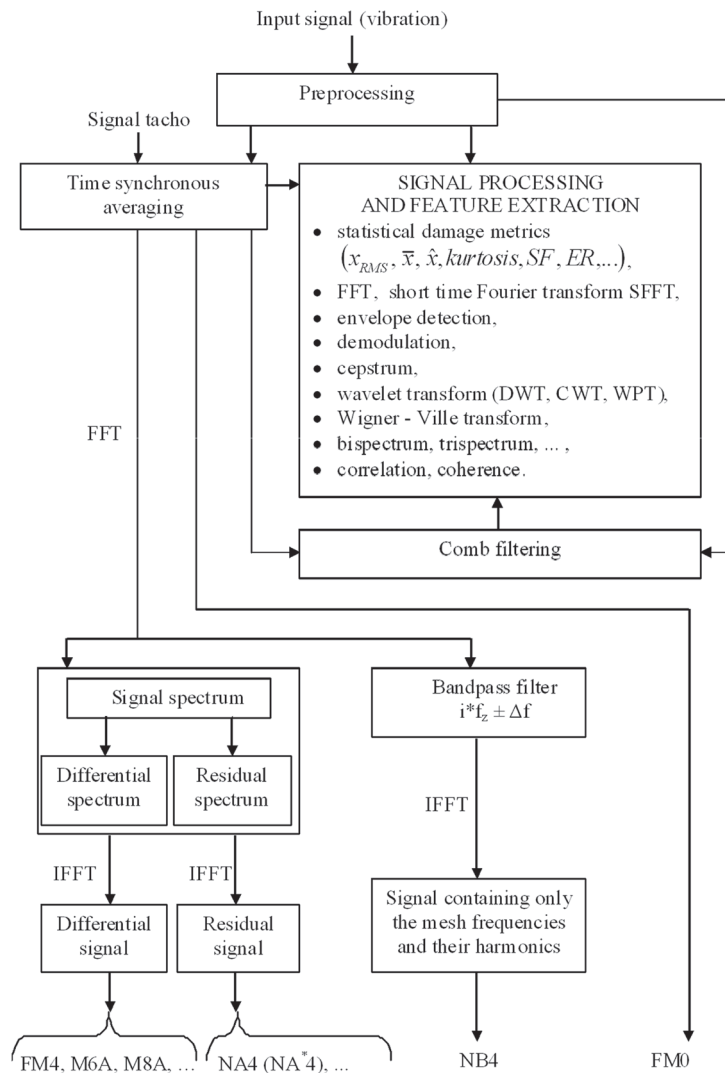 Input signal (vibration)
Preprocessing
Signal tacho
Time synchronous
averaging
SIGNAL PROCESSING
AND FEATURE EXTRACTION
• statistical damage metrics
(x_RMS, x̅, x̂, kurtosis, SF, ER,...),
• FFT, short time Fourier transform SFFT,
• envelope detection,
• demodulation,
• cepstrum,
• wavelet transform (DWT, CWT, WPT),
• Wigner - Ville transform,
• bispectrum, trispectrum, ... ,
• correlation, coherence.
FFT
Comb filtering
Signal spectrum
Differential
spectrum
Residual
spectrum
Bandpass filter
i*f_z ± Δf
IFFT
IFFT
IFFT
Differential
signal
Residual
signal
Signal containing only
the mesh frequencies
and their harmonics
FM4, M6A, M8A, ...
NA4 (NA*4), ...
NB4
FM0